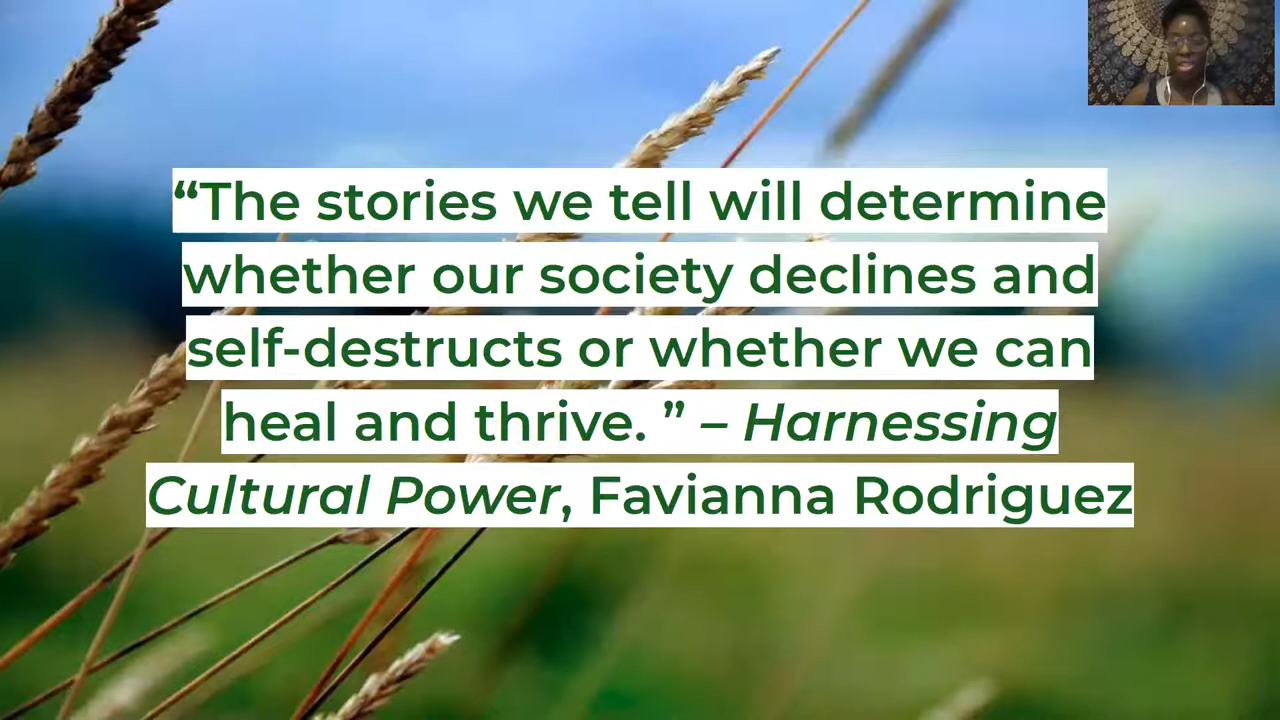 “The stories we tell will determine
whether our society declines and
self-destructs or whether we can
heal and thrive. ” – Harnessing
Cultural Power, Favianna Rodriguez